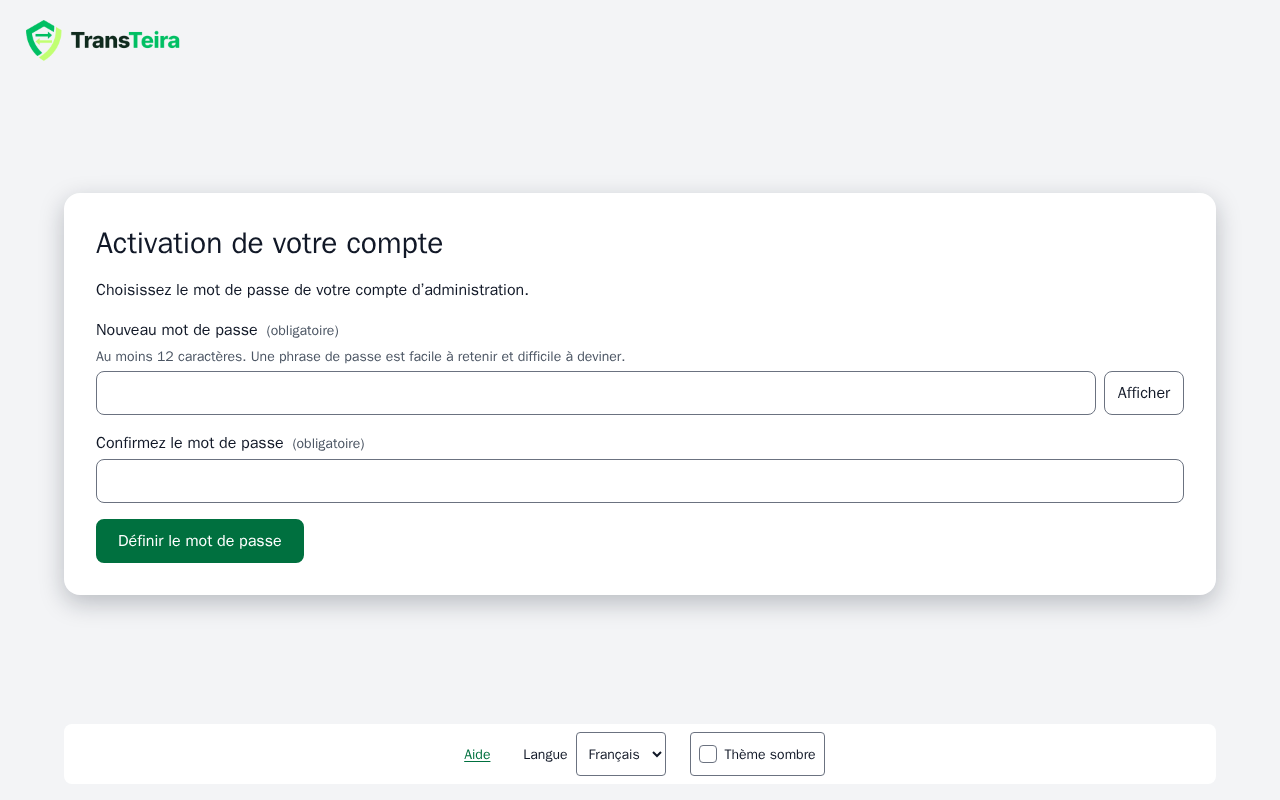 TransTeira
Activation de votre compte
Choisissez le mot de passe de votre compte d'administration.
Nouveau mot de passe (obligatoire)
Au moins 12 caractères. Une phrase de passe est facile à retenir et difficile à deviner.
Afficher
Confirmez le mot de passe (obligatoire)
Définir le mot de passe
Aide Langue Français Thème sombre